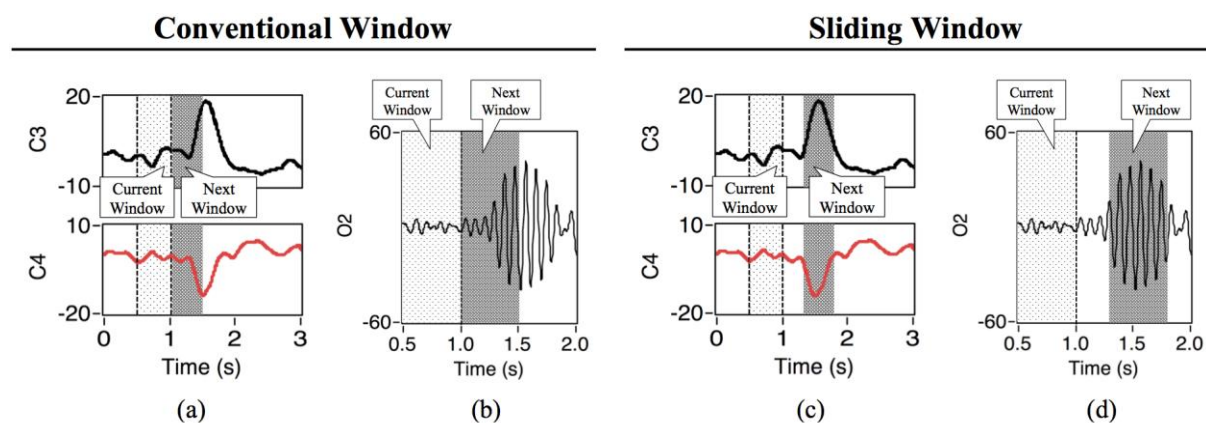 Conventional Window
Sliding Window
20
C3
-10
Current
Window
Next
Window
10
C4
-20
0
1
2
3
Time (s)
(a)
Current
Window
Next
Window
60
O2
-60
0.5
1.0
1.5
2.0
Time (s)
(b)
20
C3
-10
Current
Window
Next
Window
10
C4
-20
0
1
2
3
Time (s)
(c)
Current
Window
Next
Window
60
O2
-60
0.5
1.0
1.5
2.0
Time (s)
(d)